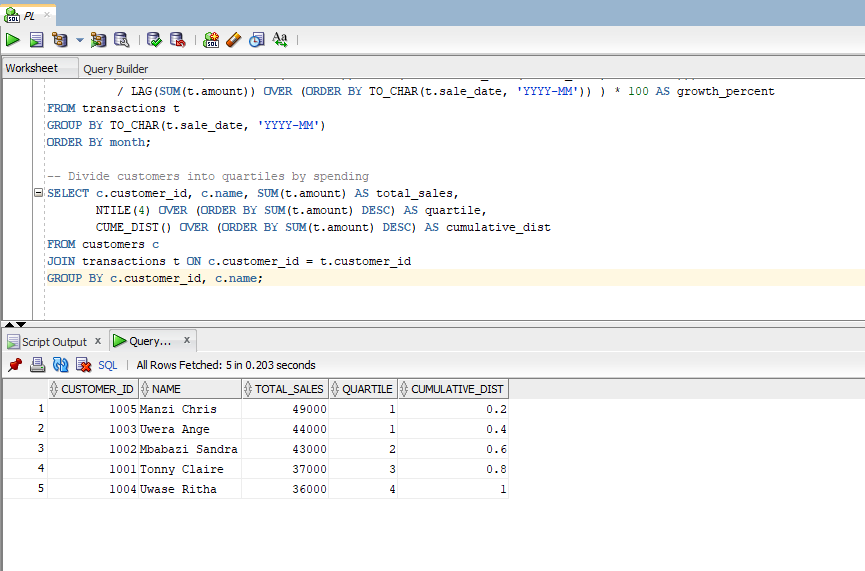 SQL PL x
SQL Aa
Worksheet Query Builder
/ LAG(SUM(t.amount)) OVER (ORDER BY TO_CHAR(t.sale_date, 'YYYY-MM')) ) * 100 AS growth_percent
FROM transactions t
GROUP BY TO_CHAR(t.sale_date, 'YYYY-MM')
ORDER BY month;
-- Divide customers into quartiles by spending
SELECT c.customer_id, c.name, SUM(t.amount) AS total_sales,
NTILE(4) OVER (ORDER BY SUM(t.amount) DESC) AS quartile,
CUME_DIST() OVER (ORDER BY SUM(t.amount) DESC) AS cumulative_dist
FROM customers c
JOIN transactions t ON c.customer_id = t.customer_id
GROUP BY c.customer_id, c.name;
Script Output x Query... x
SQL | All Rows Fetched: 5 in 0.203 seconds
CUSTOMER_ID NAME TOTAL_SALES QUARTILE CUMULATIVE_DIST
1 1005 Manzi Chris 49000 1 0.2
2 1003 Uwera Ange 44000 1 0.4
3 1002 Mbabazi Sandra 43000 2 0.6
4 1001 Tonny Claire 37000 3 0.8
5 1004 Uwase Ritha 36000 4 1